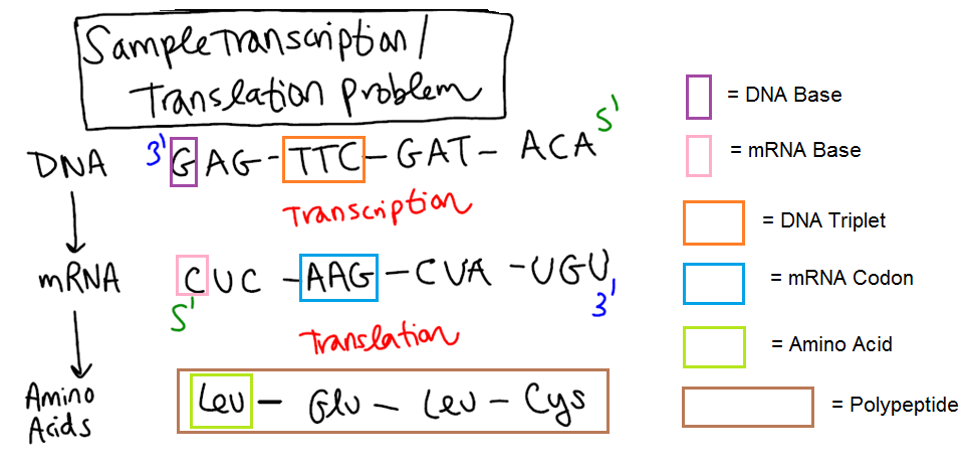 Sample Transcription/
Translation Problem
DNA 3' GAG - TTC - GAT - ACA 5'
Transcription
mRNA CUC - AAG - CUA - UGU
5' 3'
Translation
Amino Acids Leu - Glu - Leu - Cys
= DNA Base
= mRNA Base
= DNA Triplet
= mRNA Codon
= Amino Acid
= Polypeptide